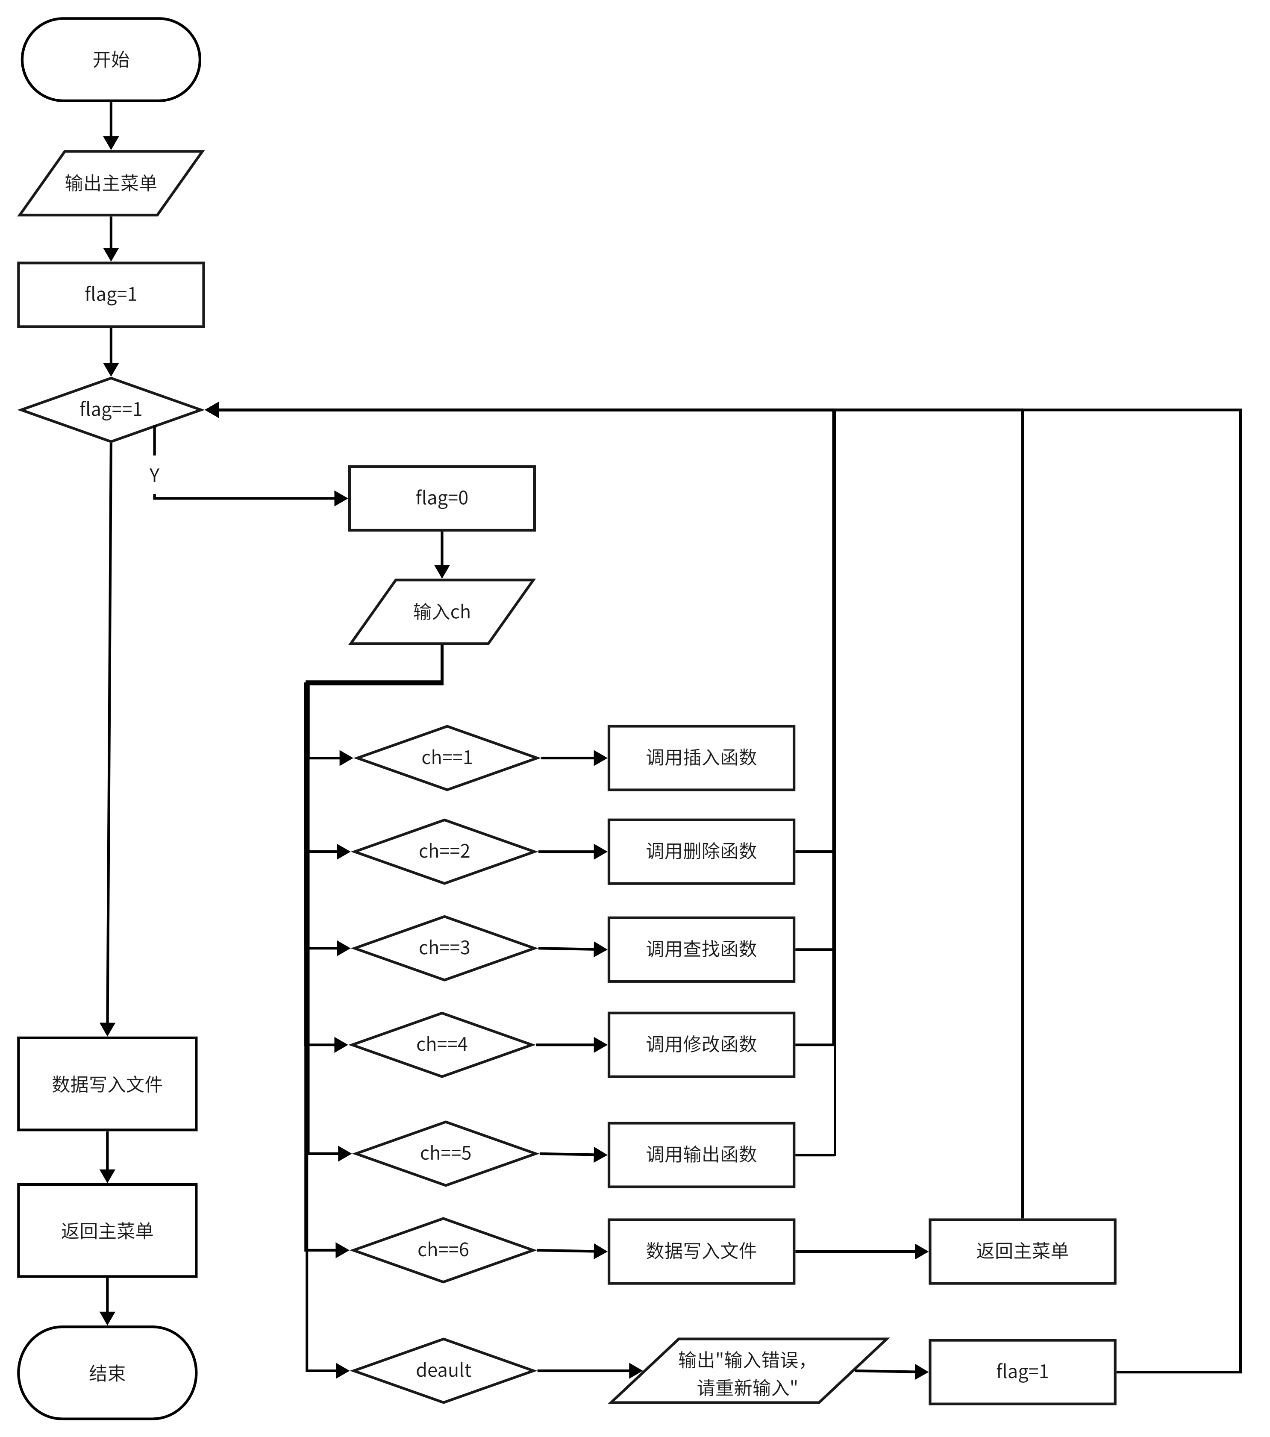 开始
输出主菜单
flag=1
flag==1
Y
flag=0
输入ch
ch==1
调用插入函数
ch==2
调用删除函数
ch==3
调用查找函数
ch==4
调用修改函数
数据写入文件
ch==5
调用输出函数
返回主菜单
ch==6
数据写入文件
返回主菜单
结束
deault
输出"输入错误，
请重新输入"
flag=1